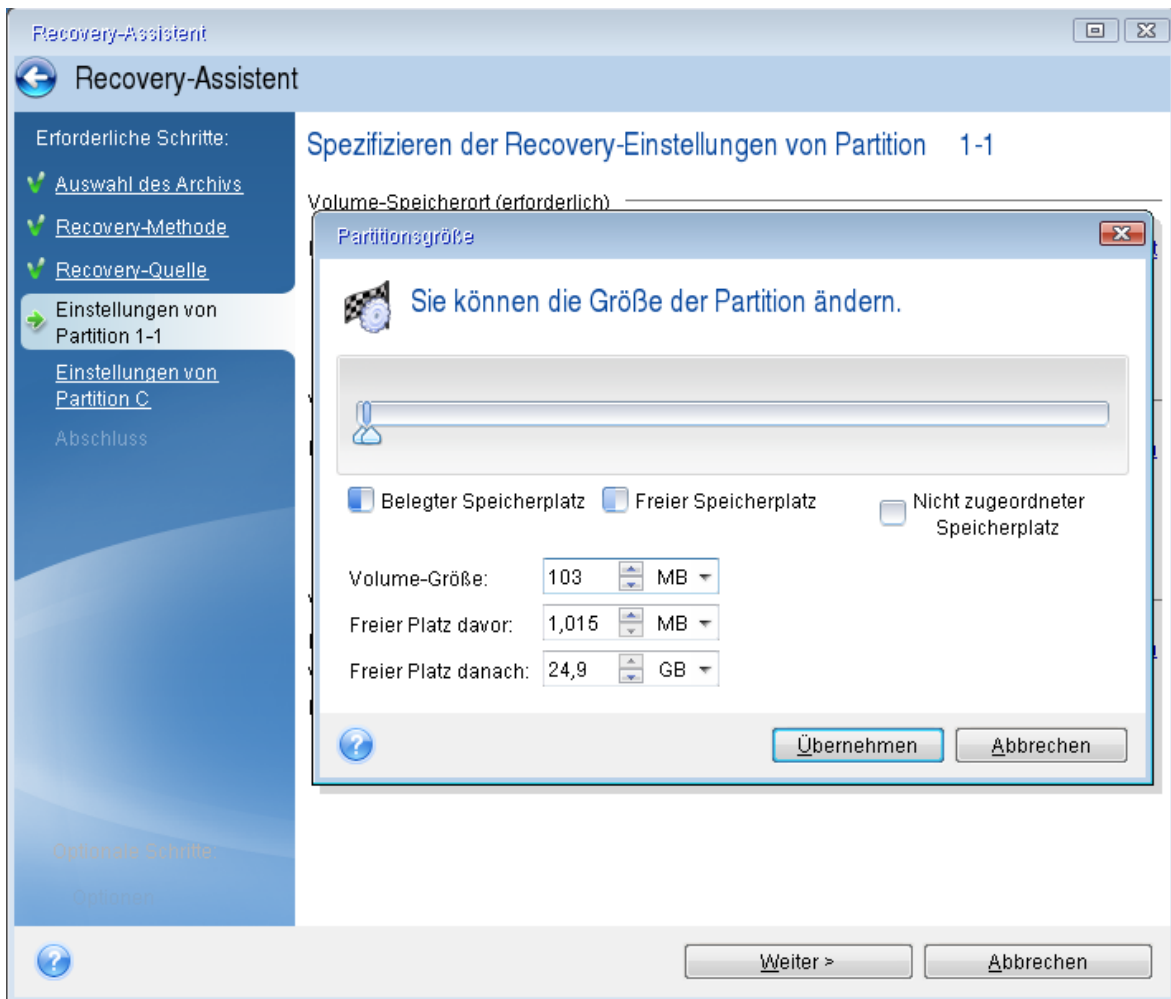 Recovery-Assistent
Recovery-Assistent
Erforderliche Schritte:
Auswahl des Archivs
Recovery-Methode
Recovery-Quelle
Einstellungen von
Partition 1-1
Einstellungen von
Partition C
Abschluss
Optionale Schritte:
Optionen
Spezifizieren der Recovery-Einstellungen von Partition 1-1
Volume-Speicherort (erforderlich)
Partitionsgröße
Sie können die Größe der Partition ändern.
Belegter Speicherplatz
Freier Speicherplatz
Nicht zugeordneter
Speicherplatz
Volume-Größe: 103 MB
Freier Platz davor: 1,015 MB
Freier Platz danach: 24,9 GB
Übernehmen
Abbrechen
Weiter >
Abbrechen